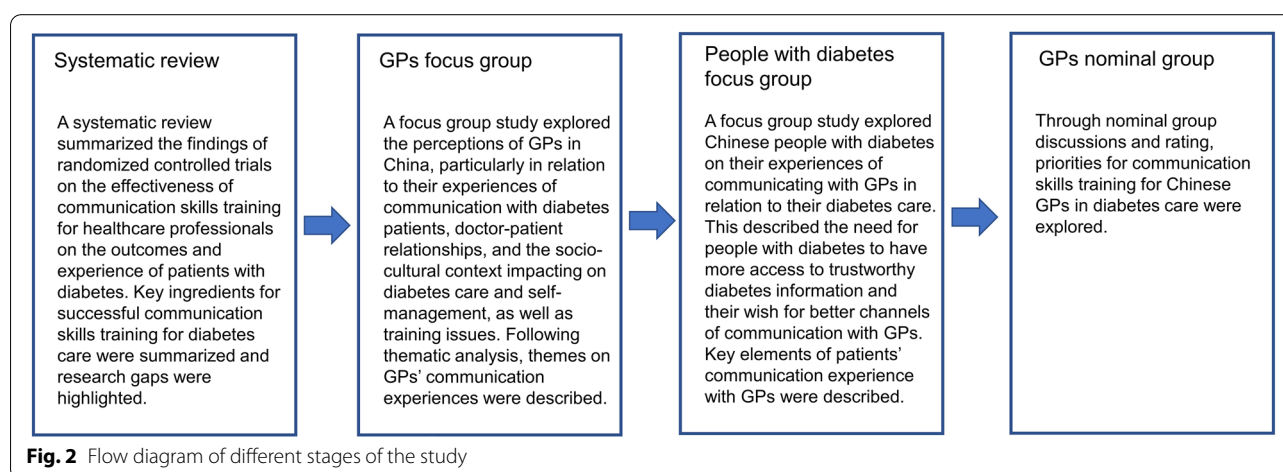 Systematic review
A systematic review
summarized the findings of
randomized controlled trials
on the effectiveness of
communication skills training
for healthcare professionals
on the outcomes and
experience of patients with
diabetes. Key ingredients for
successful communication
skills training for diabetes
care were summarized and
research gaps were
highlighted.
GPs focus group
A focus group study explored
the perceptions of GPs in
China, particularly in relation
to their experiences of
communication with diabetes
patients, doctor-patient
relationships, and the socio-
cultural context impacting on
diabetes care and self-
management, as well as
training issues. Following
thematic analysis, themes on
GPs’ communication
experiences were described.
People with diabetes
focus group
A focus group study explored
Chinese people with diabetes
on their experiences of
communicating with GPs in
relation to their diabetes care.
This described the need for
people with diabetes to have
more access to trustworthy
diabetes information and
their wish for better channels
of communication with GPs.
Key elements of patients’
communication experience
with GPs were described.
GPs nominal group
Through nominal group
discussions and rating,
priorities for communication
skills training for Chinese
GPs in diabetes care were
explored.
Fig. 2 Flow diagram of different stages of the study